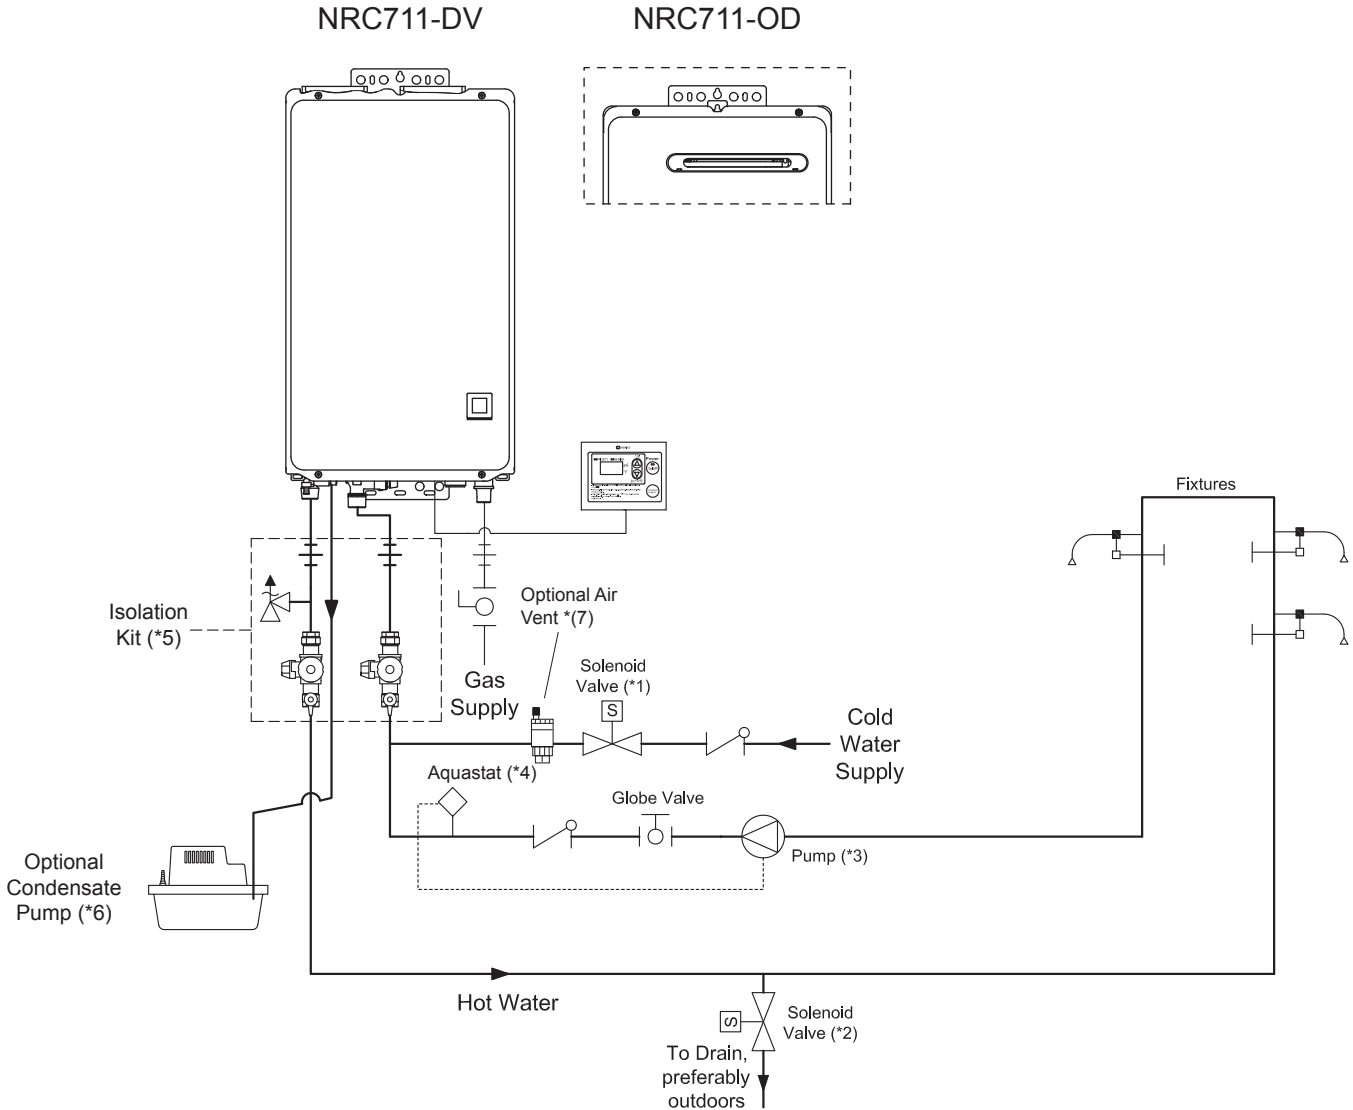 NRC711-DV
NRC711-OD
Power
Fixtures
Optional Air
Vent *(7)
Isolation
Kit (*5)
Solenoid
Valve (*1)
S
Gas
Supply
Cold
Water
Supply
Aquastat (*4)
Globe Valve
Pump (*3)
Optional
Condensate
Pump (*6)
Hot Water
S
Solenoid
Valve (*2)
To Drain,
preferably
outdoors